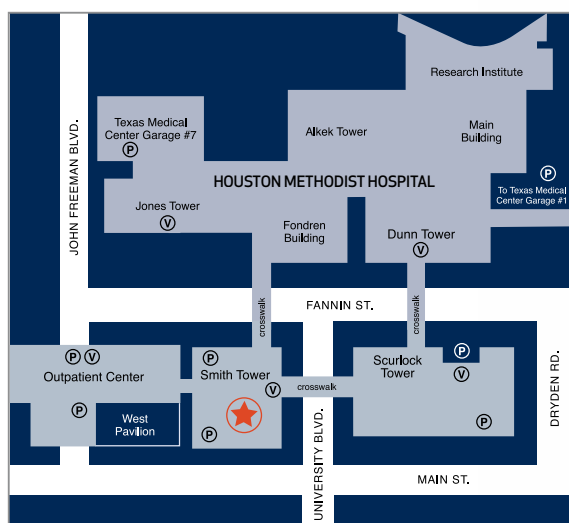 Research Institute
Texas Medical
Center Garage #7
P
Alkek Tower
Main
Building
HOUSTON METHODIST HOSPITAL
P
To Texas Medical
Center Garage #1
JOHN FREEMAN BLVD.
Jones Tower
V
Fondren
Building
Dunn Tower
V
crosswalk
crosswalk
FANNIN ST.
P V
Outpatient Center
P
West
Pavilion
P
Smith Tower
V
P
crosswalk
Scurlock
Tower
P
V
P
DRYDEN RD.
UNIVERSITY BLVD.
MAIN ST.